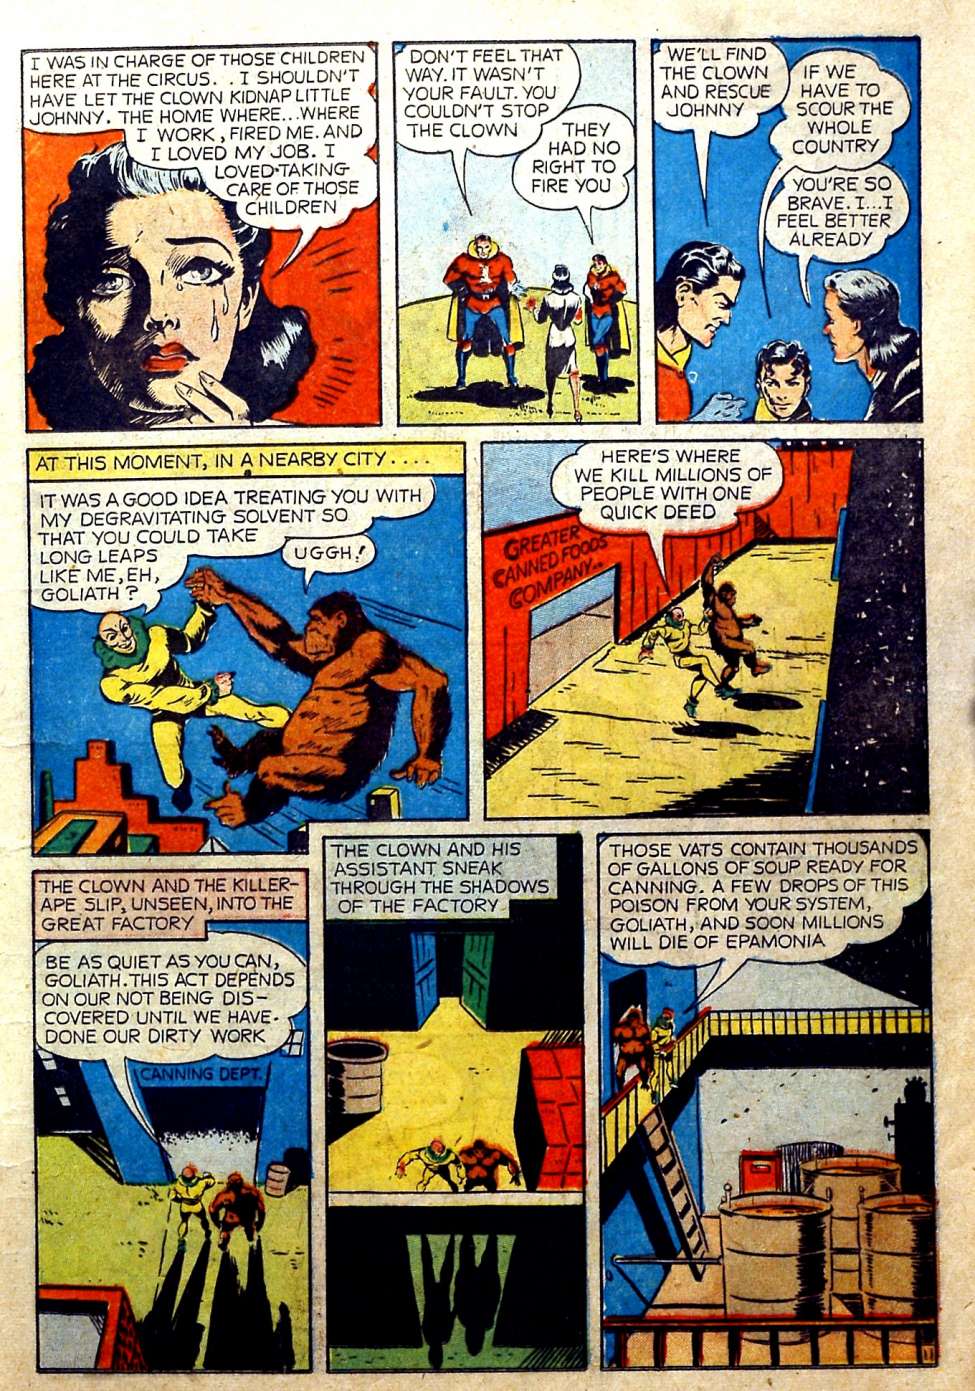 I WAS IN CHARGE OF THOSE CHILDREN
HERE AT THE CIRCUS. . I SHOULDN'T
HAVE LET THE CLOWN KIDNAP LITTLE
JOHNNY. THE HOME WHERE...WHERE
I WORK, FIRED ME. AND
I LOVED MY JOB. I
LOVED TAKING
CARE OF THOSE
CHILDREN
DON'T FEEL THAT
WAY. IT WASN'T
YOUR FAULT. YOU
COULDN'T STOP
THE CLOWN
THEY
HAD NO
RIGHT TO
FIRE YOU
WE'LL FIND
THE CLOWN
AND RESCUE
JOHNNY
IF WE
HAVE TO
SCOUR THE
WHOLE
COUNTRY
YOU'RE SO
BRAVE. I...I
FEEL BETTER
ALREADY
AT THIS MOMENT, IN A NEARBY CITY . . . .
IT WAS A GOOD IDEA TREATING YOU WITH
MY DEGRAVITATING SOLVENT SO
THAT YOU COULD TAKE
LONG LEAPS
LIKE ME, EH,
GOLIATH?
UGGH!
HERE'S WHERE
WE KILL MILLIONS OF
PEOPLE WITH ONE
QUICK DEED
GREATER
CANNED FOODS
COMPANY..
THE CLOWN AND THE KILLER-
APE SLIP, UNSEEN, INTO THE
GREAT FACTORY
BE AS QUIET AS YOU CAN,
GOLIATH. THIS ACT DEPENDS
ON OUR NOT BEING DIS-
COVERED UNTIL WE HAVE
DONE OUR DIRTY WORK
CANNING DEPT.
THE CLOWN AND HIS
ASSISTANT SNEAK
THROUGH THE SHADOWS
OF THE FACTORY
THOSE VATS CONTAIN THOUSANDS
OF GALLONS OF SOUP READY FOR
CANNING. A FEW DROPS OF THIS
POISON FROM YOUR SYSTEM,
GOLIATH, AND SOON MILLIONS
WILL DIE OF EPAMONIA
11